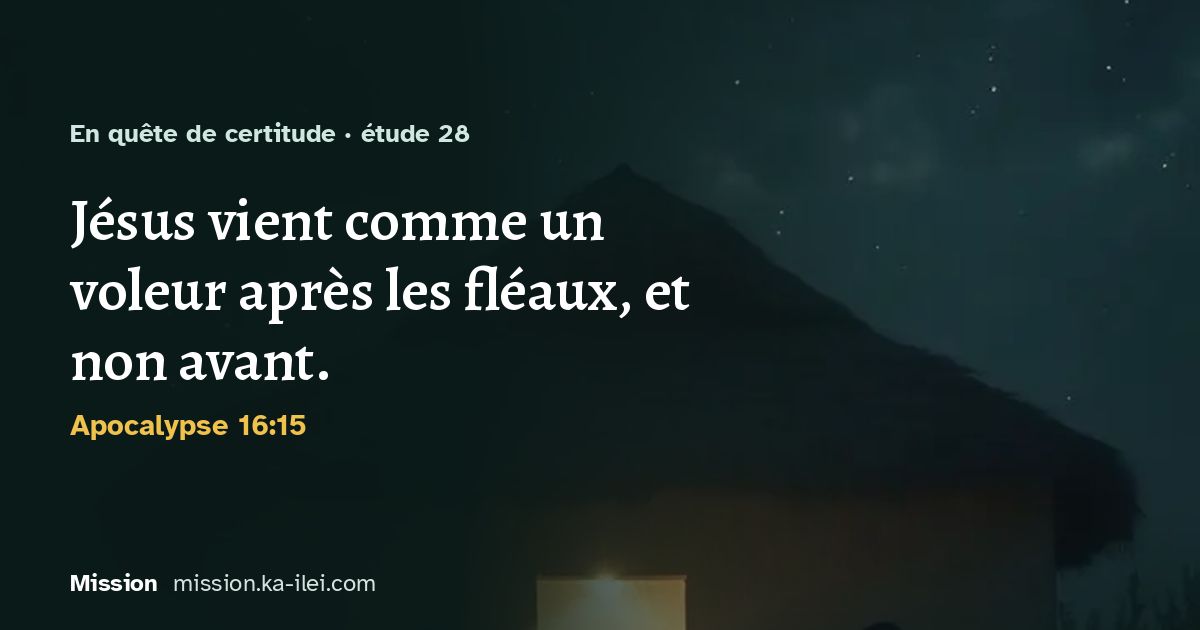 En quête de certitude · étude 28
Jésus vient comme un
voleur après les fléaux, et
non avant.
Apocalypse 16:15
Mission mission.ka-ilei.com